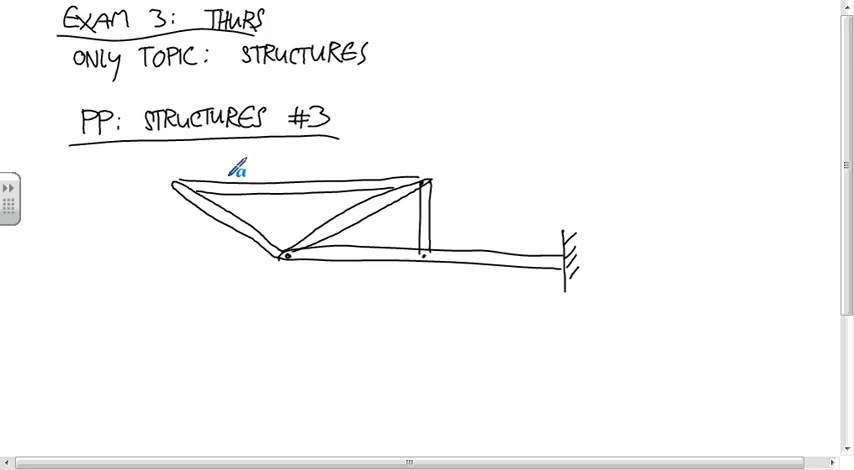 EXAM 3: THURS
ONLY TOPIC: STRUCTURES
PP: STRUCTURES #3
a